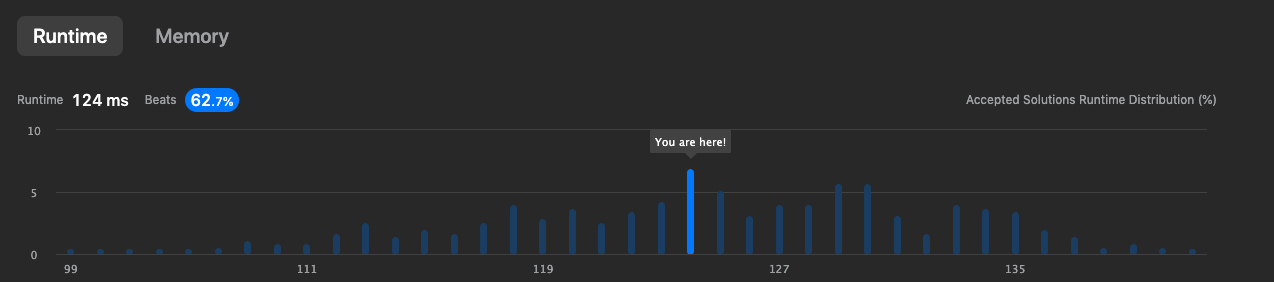 Runtime Memory
Runtime 124 ms Beats 62.7% Accepted Solutions Runtime Distribution (%)
10
You are here!
5
0
99 111 119 127 135